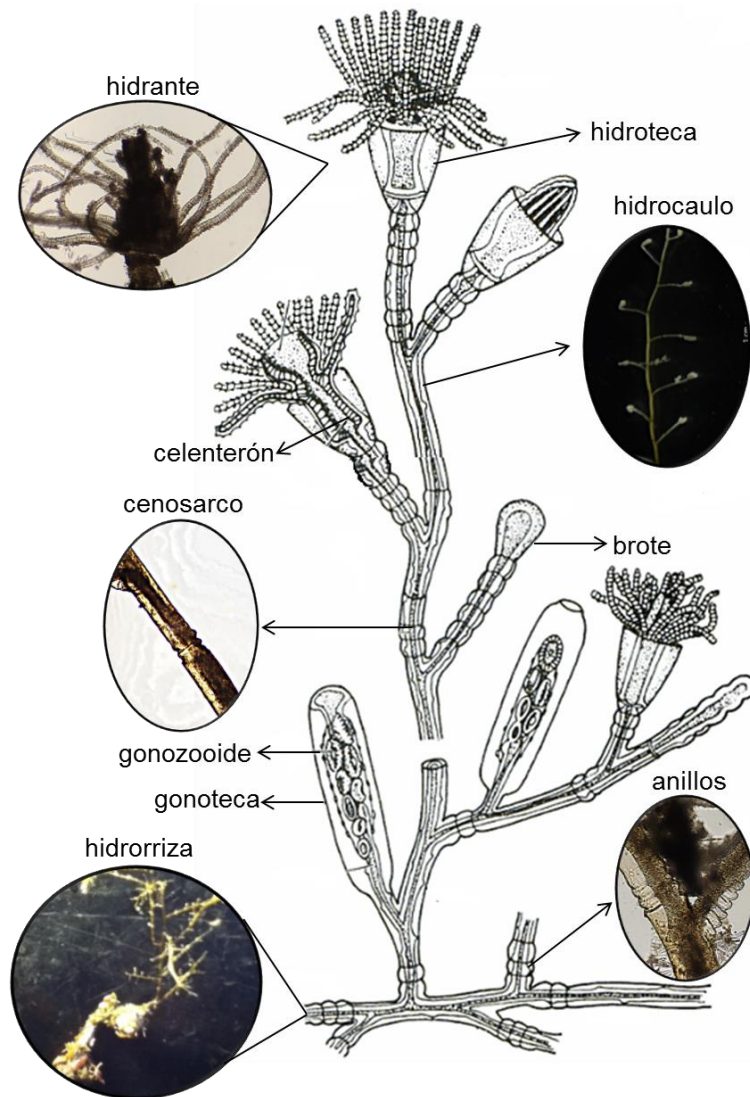 hidrante
hidroteca
hidrocaulo
celenterón
cenosarco
brote
gonozooide
anillos
gonoteca
hidrorriza